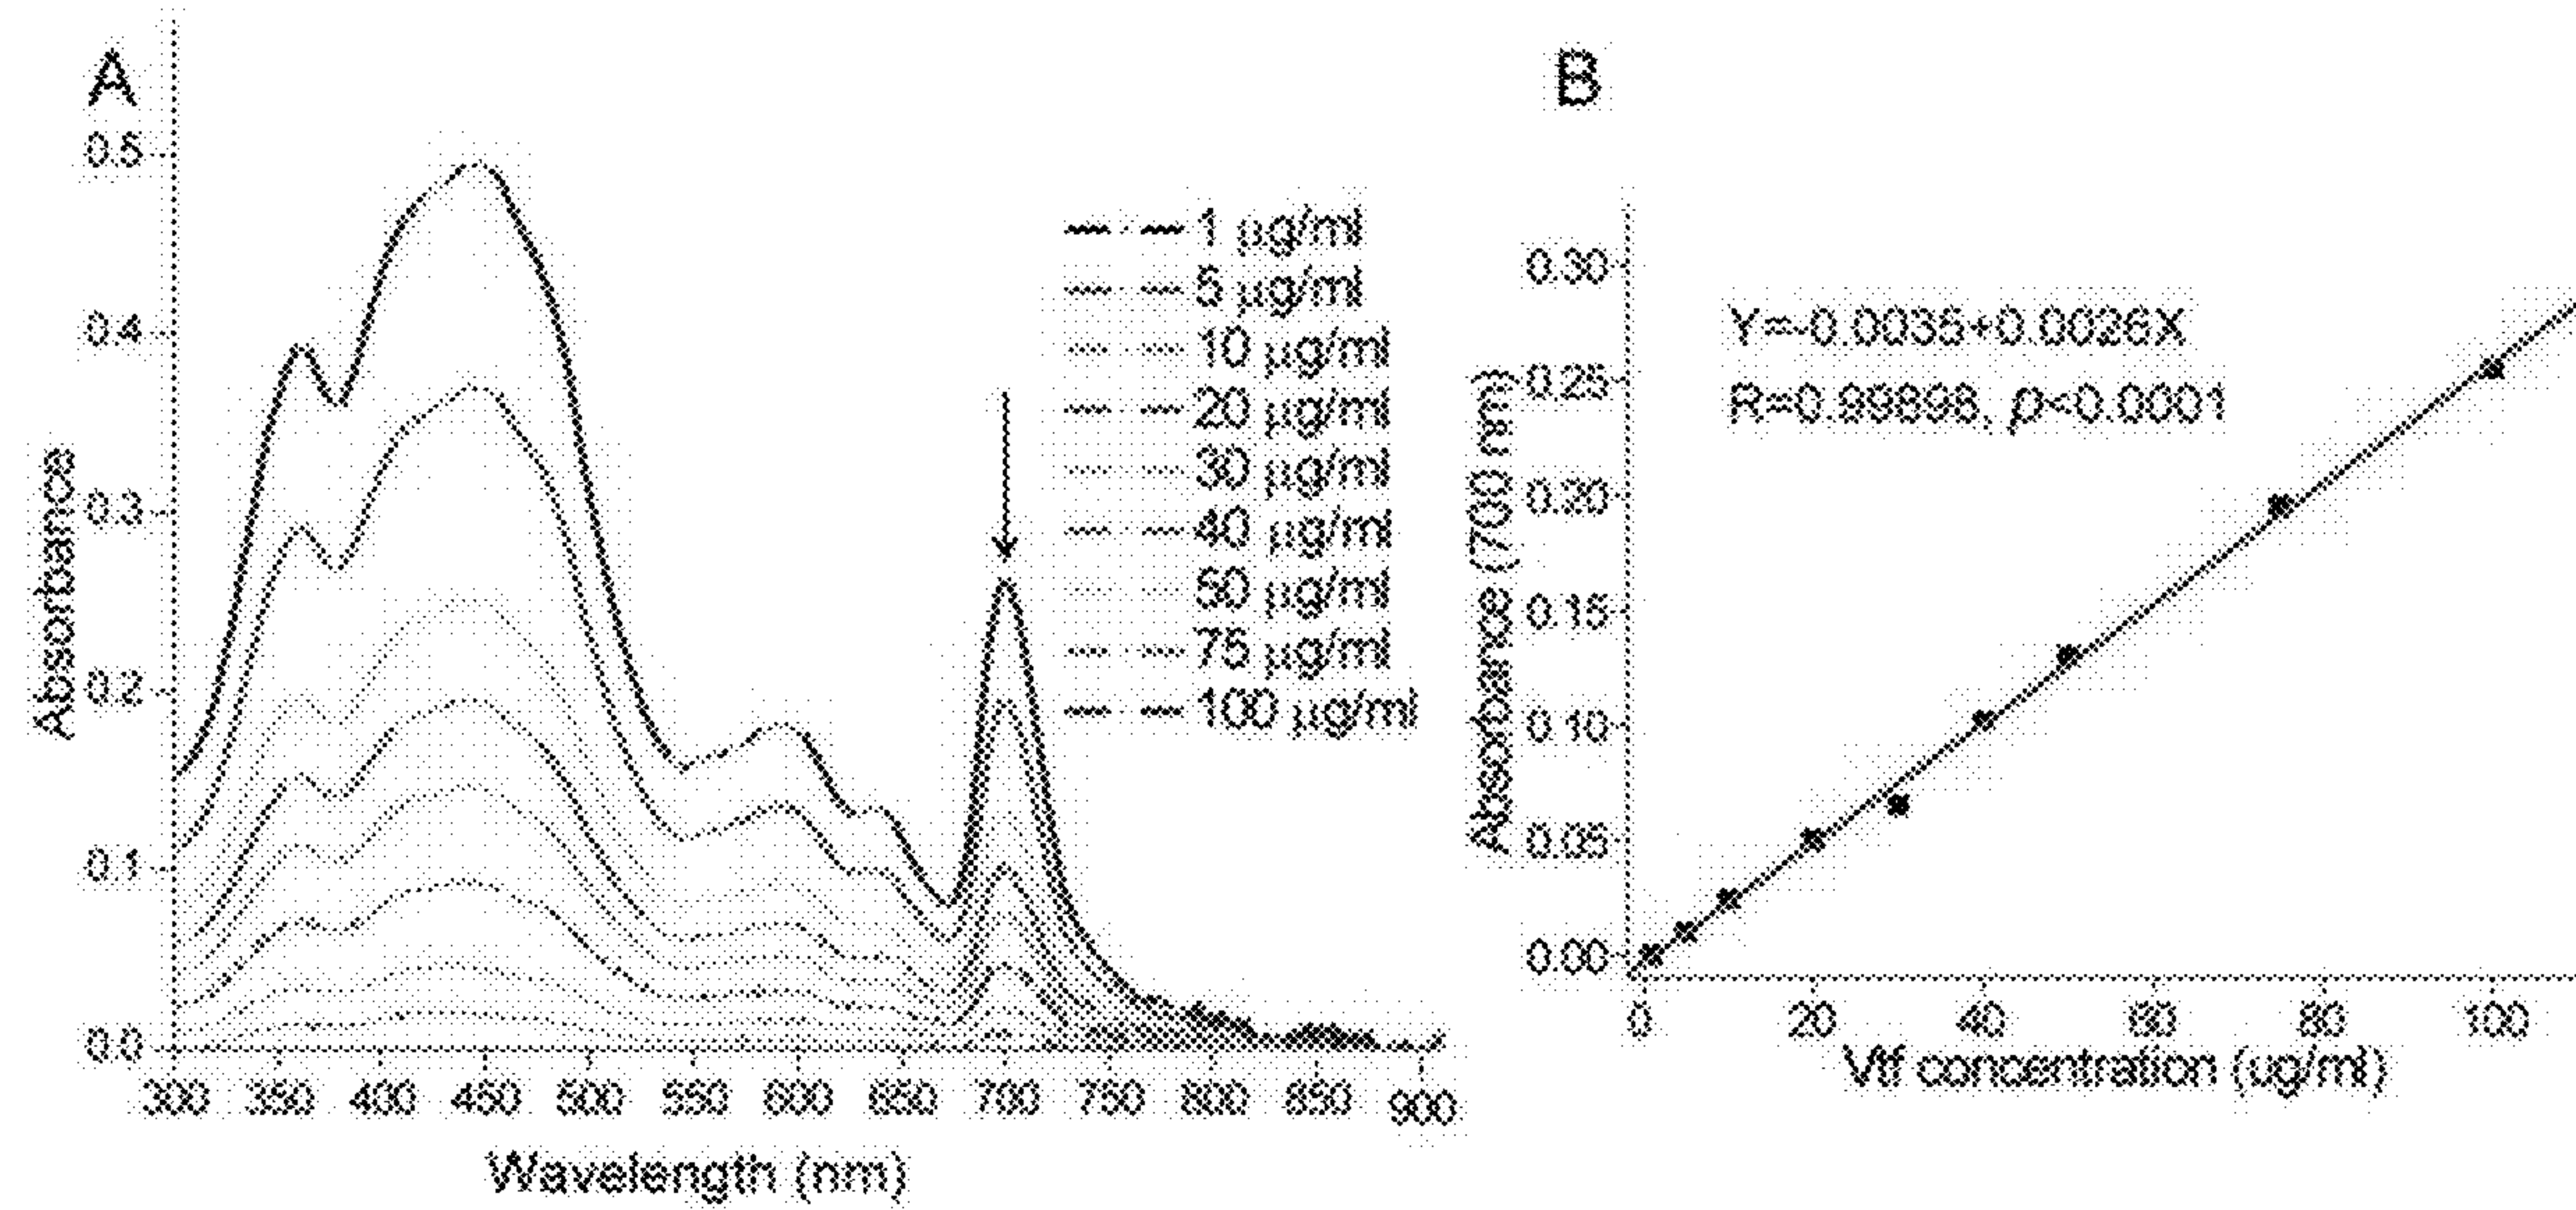 A
0.5
0.4
0.3
0.2
0.1
0.0
Absorbance
300 350 400 450 500 550 600 650 700 750 800 850 900
Wavelength (nm)
1 µg/ml
5 µg/ml
10 µg/ml
20 µg/ml
30 µg/ml
40 µg/ml
50 µg/ml
75 µg/ml
100 µg/ml
B
0.30
0.25
0.20
0.15
0.10
0.05
0.00
Absorbance (700 nm)
Y=-0.0035+0.0026X
R=0.99898, p<0.0001
0 20 40 60 80 100
Vtf concentration (ug/ml)